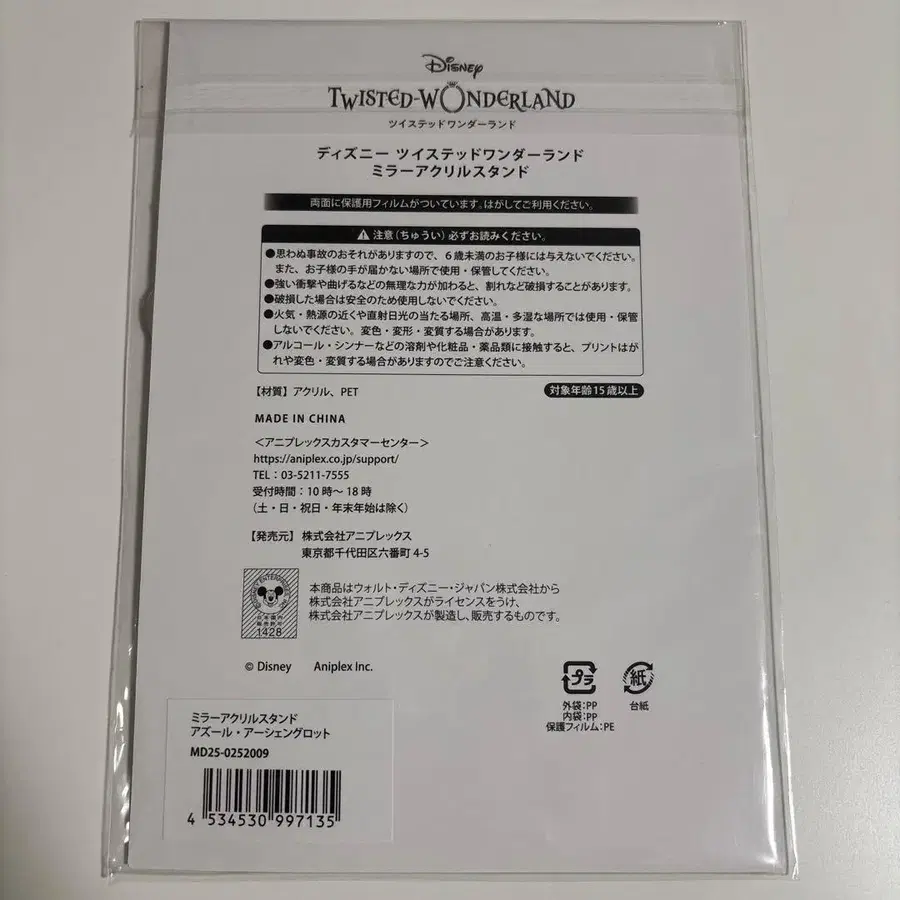 Disney
TWISTED-WONDERLAND
ツイステッドワンダーランド
ディズニー ツイステッドワンダーランド
ミラーアクリルスタンド
両面に保護用フィルムがついています。はがしてご利用ください。
注意(ちゅうい)必ずお読みください。
●思わぬ事故のおそれがありますので、6歳未満のお子様には与えないでください。
また、お子様の手が届かない場所で使用・保管してください。
●強い衝撃や曲げるなどの無理な力が加わると、割れなど破損することがあります。
●破損した場合は安全のため使用しないでください。
●火気・熱源の近くや直射日光の当たる場所、高温・多湿な場所では使用・保管
しないでください。変色・変形・変質する場合があります。
●アルコール・シンナーなどの溶剤や化粧品・薬品類に接触すると、プリントはが
れや変色・変質する場合がありますのでご注意ください。
【材質】アクリル、PET
対象年齢15歳以上
MADE IN CHINA
<アニプレックスカスタマーセンター>
https://aniplex.co.jp/support/
TEL:03-5211-7555
受付時間:10時〜18時
(土・日・祝日・年末年始は除く)
【発売元】株式会社アニプレックス
東京都千代田区六番町4-5
本商品はウォルト・ディズニー・ジャパン株式会社から
株式会社アニプレックスがライセンスをうけ、
株式会社アニプレックスが製造し、販売するものです。
1428
© Disney Aniplex Inc.
プラ
紙
外袋:PP
内袋:PP
保護フィルム:PE
台紙
ミラーアクリルスタンド
アズール・アーシェングロット
MD25-0252009
4 534530 997135